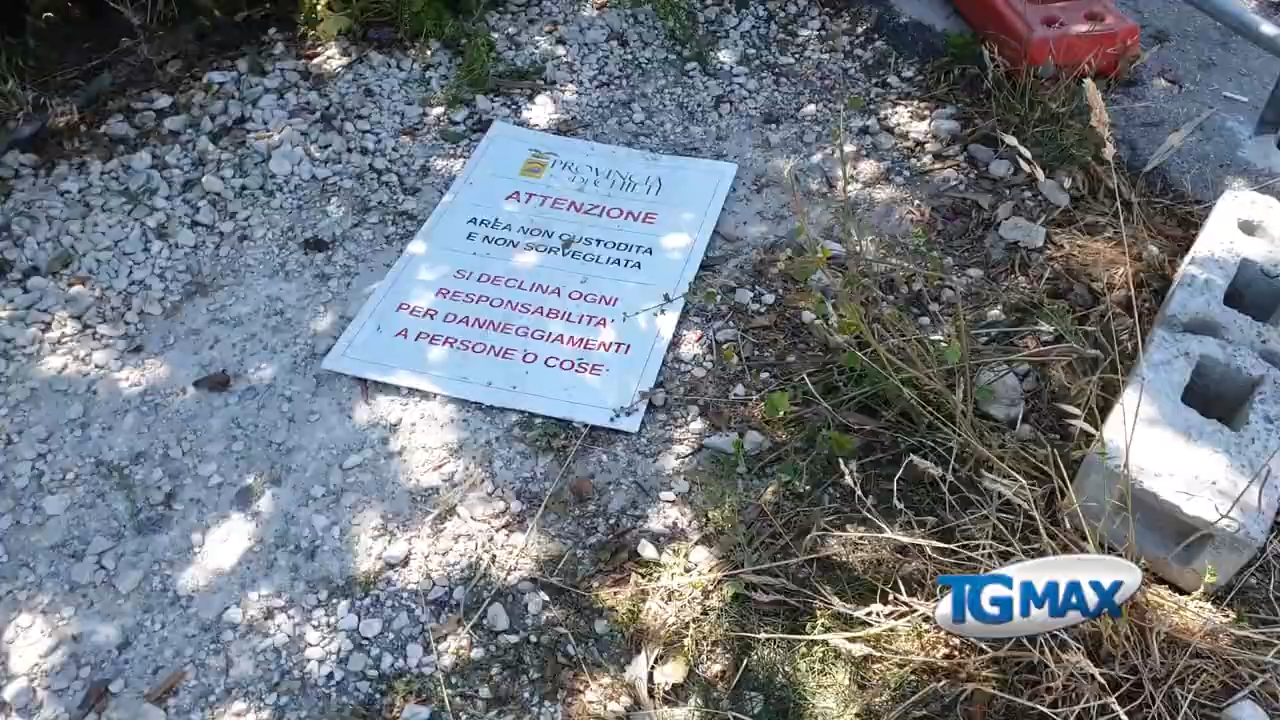 PROVINCIA
DI CHIETI
ATTENZIONE
AREA NON CUSTODITA
E NON SORVEGLIATA
SI DECLINA OGNI
RESPONSABILITA'
PER DANNEGGIAMENTI
A PERSONE O COSE
TGMAX